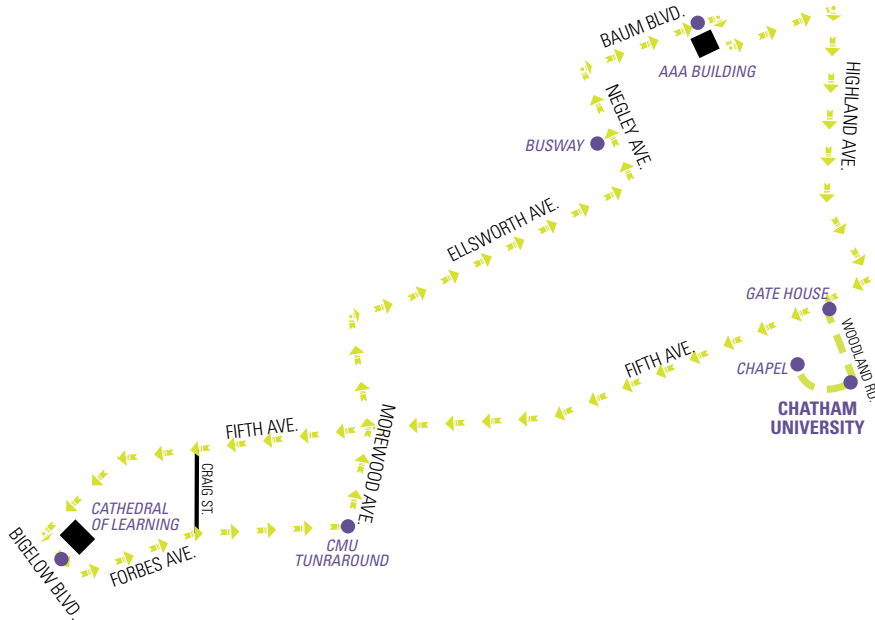 BAUM BLVD.
AAA BUILDING
HIGHLAND AVE.
NEGLEY AVE.
BUSWAY
ELLSWORTH AVE.
GATE HOUSE
WOODLAND RD.
FIFTH AVE.
CHAPEL
CHATHAM
UNIVERSITY
MOREWOOD AVE.
FIFTH AVE.
CRAIG ST.
CATHEDRAL
OF LEARNING
BIGELOW BLVD.
FORBES AVE.
CMU
TUNRAROUND